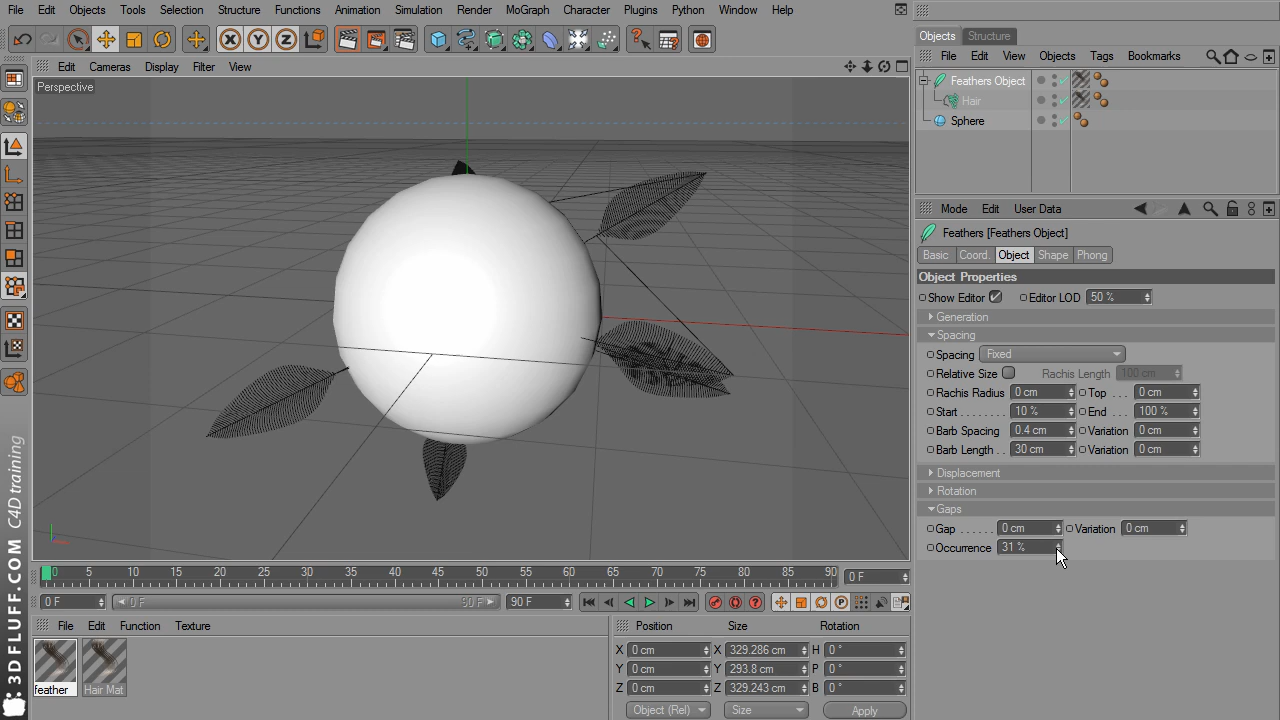 File Edit Objects Tools Selection Structure Functions Animation Simulation Render MoGraph Character Plugins Python Window Help
Edit Cameras Display Filter View
Perspective
Objects Structure
File Edit View Objects Tags Bookmarks
Feathers Object
Hair
Sphere
Mode Edit User Data
Feathers [Feathers Object]
Basic Coord. Object Shape Phong
Object Properties
Show Editor Editor LOD 50 %
Generation
Spacing
Spacing Fixed
Relative Size Rachis Length 100 cm
Rachis Radius 0 cm Top . . . 0 cm
Start . . . . . . . . 10 % End . . . 100 %
Barb Spacing 0.4 cm Variation 0 cm
Barb Length . . 30 cm Variation 0 cm
Displacement
Rotation
Gaps
Gap . . . . . . 0 cm Variation 0 cm
Occurrence 31 %
0 5 10 15 20 25 30 35 40 45 50 55 60 65 70 75 80 85 90
0 F
0 F 0 F 90 F 90 F
File Edit Function Texture
feather Hair Mat
Position Size Rotation
X 0 cm X 329.286 cm H 0 °
Y 0 cm Y 293.8 cm P 0 °
Z 0 cm Z 329.243 cm B 0 °
Object (Rel) Size Apply
3DFLUFF.COM C4D training